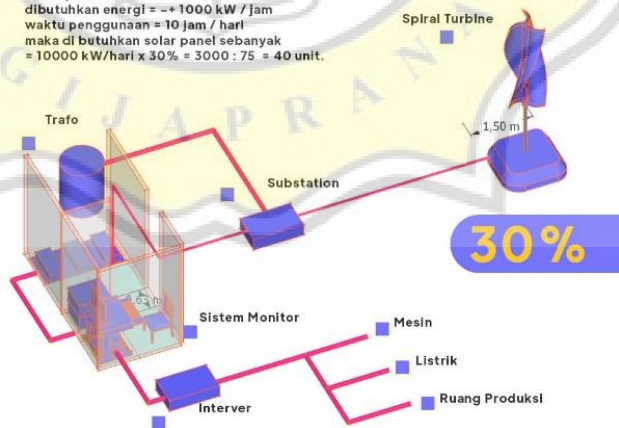 dibutuhkan energi = -+ 1000 kW / jam
waktu penggunaan = 10 jam / hari
maka di butuhkan solar panel sebanyak
= 10000 kW/hari x 30% = 3000 : 75 = 40 unit.
Spiral Turbine
GIJAPRANA
Trafo
1,50 m
Substation
30%
Sistem Monitor
Mesin
Listrik
Interver
Ruang Produksi